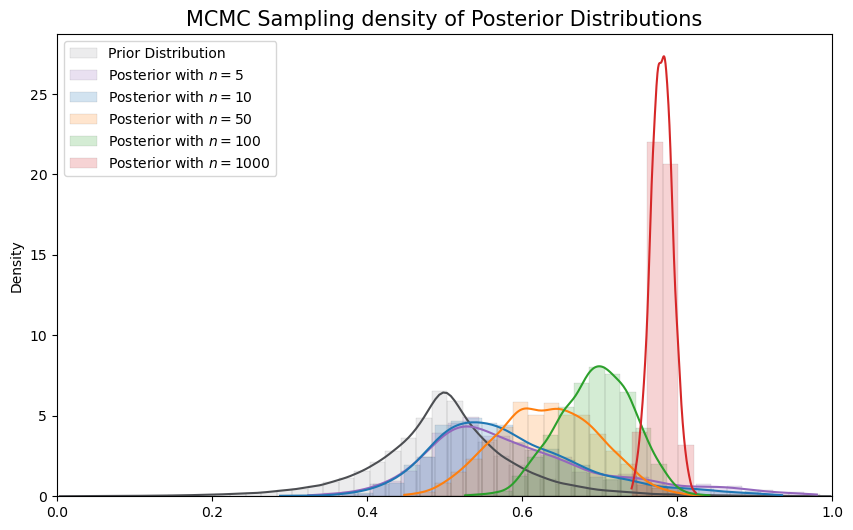 MCMC Sampling density of Posterior Distributions
Prior Distribution
Posterior with n = 5
Posterior with n = 10
Posterior with n = 50
Posterior with n = 100
Posterior with n = 1000
Density
25
20
15
10
5
0
0.0 0.2 0.4 0.6 0.8 1.0